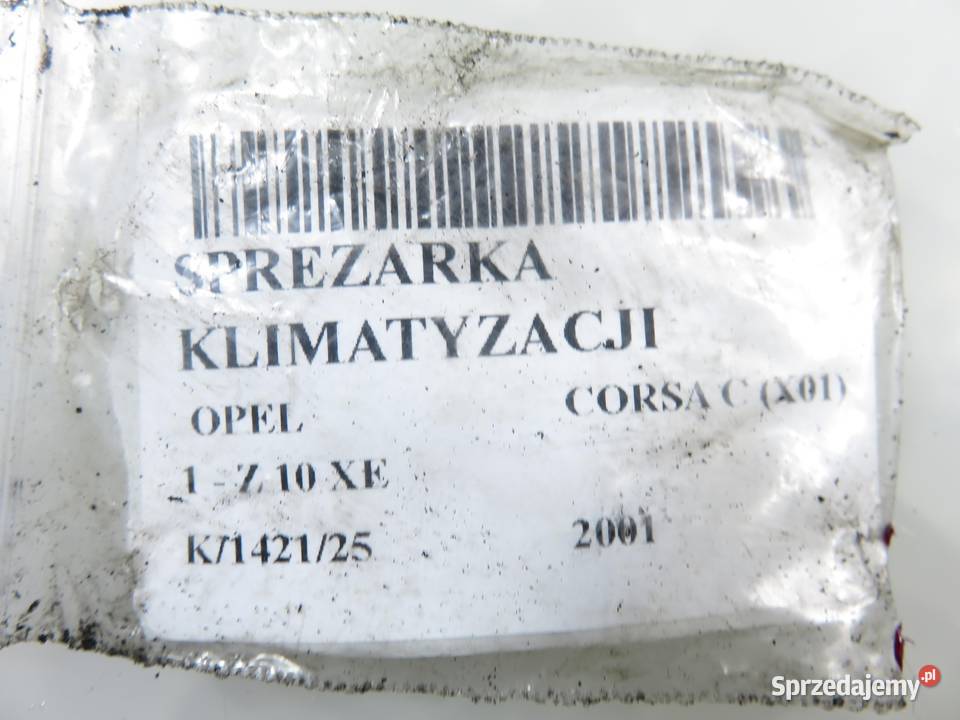 SPREZARKA
KLIMATYZACJI
OPEL CORSA C (X01)
1 - Z 10 XE
K/1421/25 2001
Sprzedajemy.pl